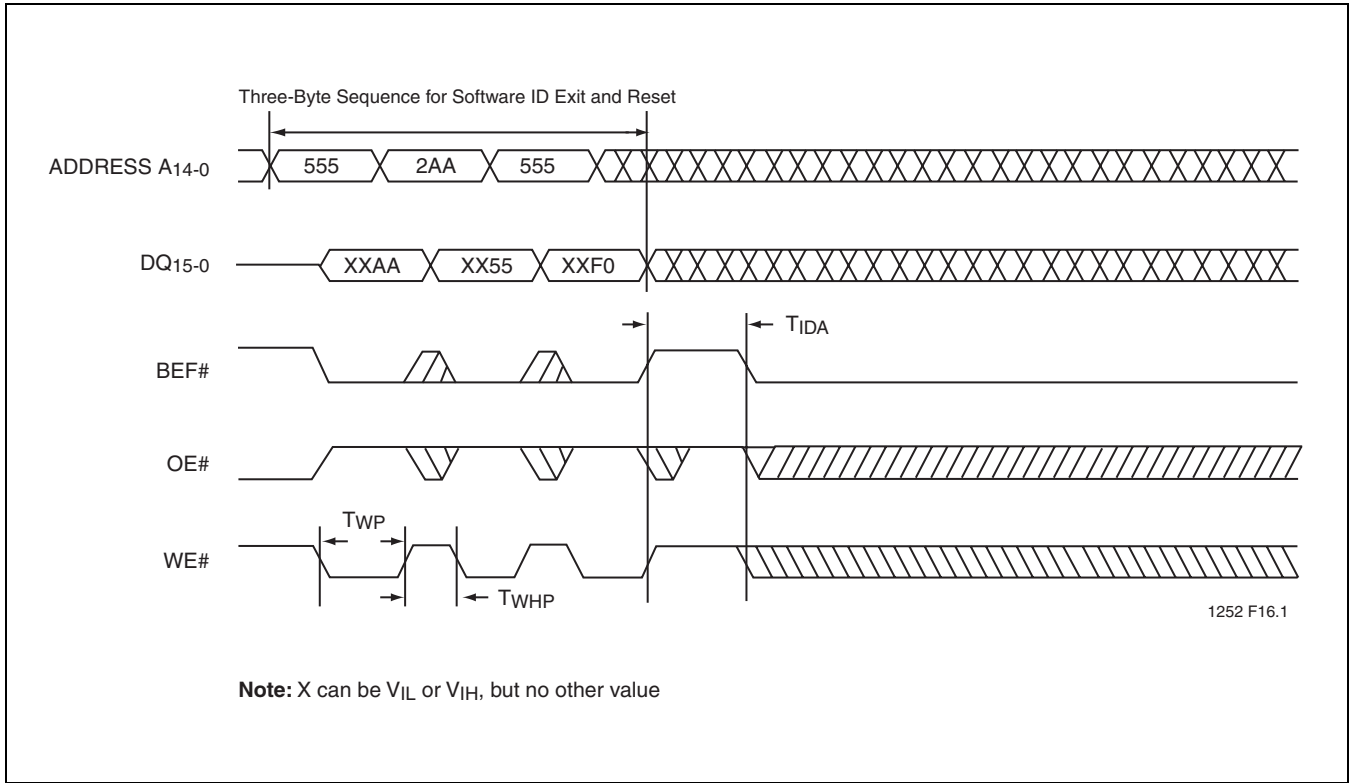 Three-Byte Sequence for Software ID Exit and Reset
ADDRESS A14-0
555 2AA 555
DQ15-0
XXAA XX55 XXF0
TIDA
BEF#
OE#
TWP
WE#
TWHP
1252 F16.1
Note: X can be VIL or VIH, but no other value